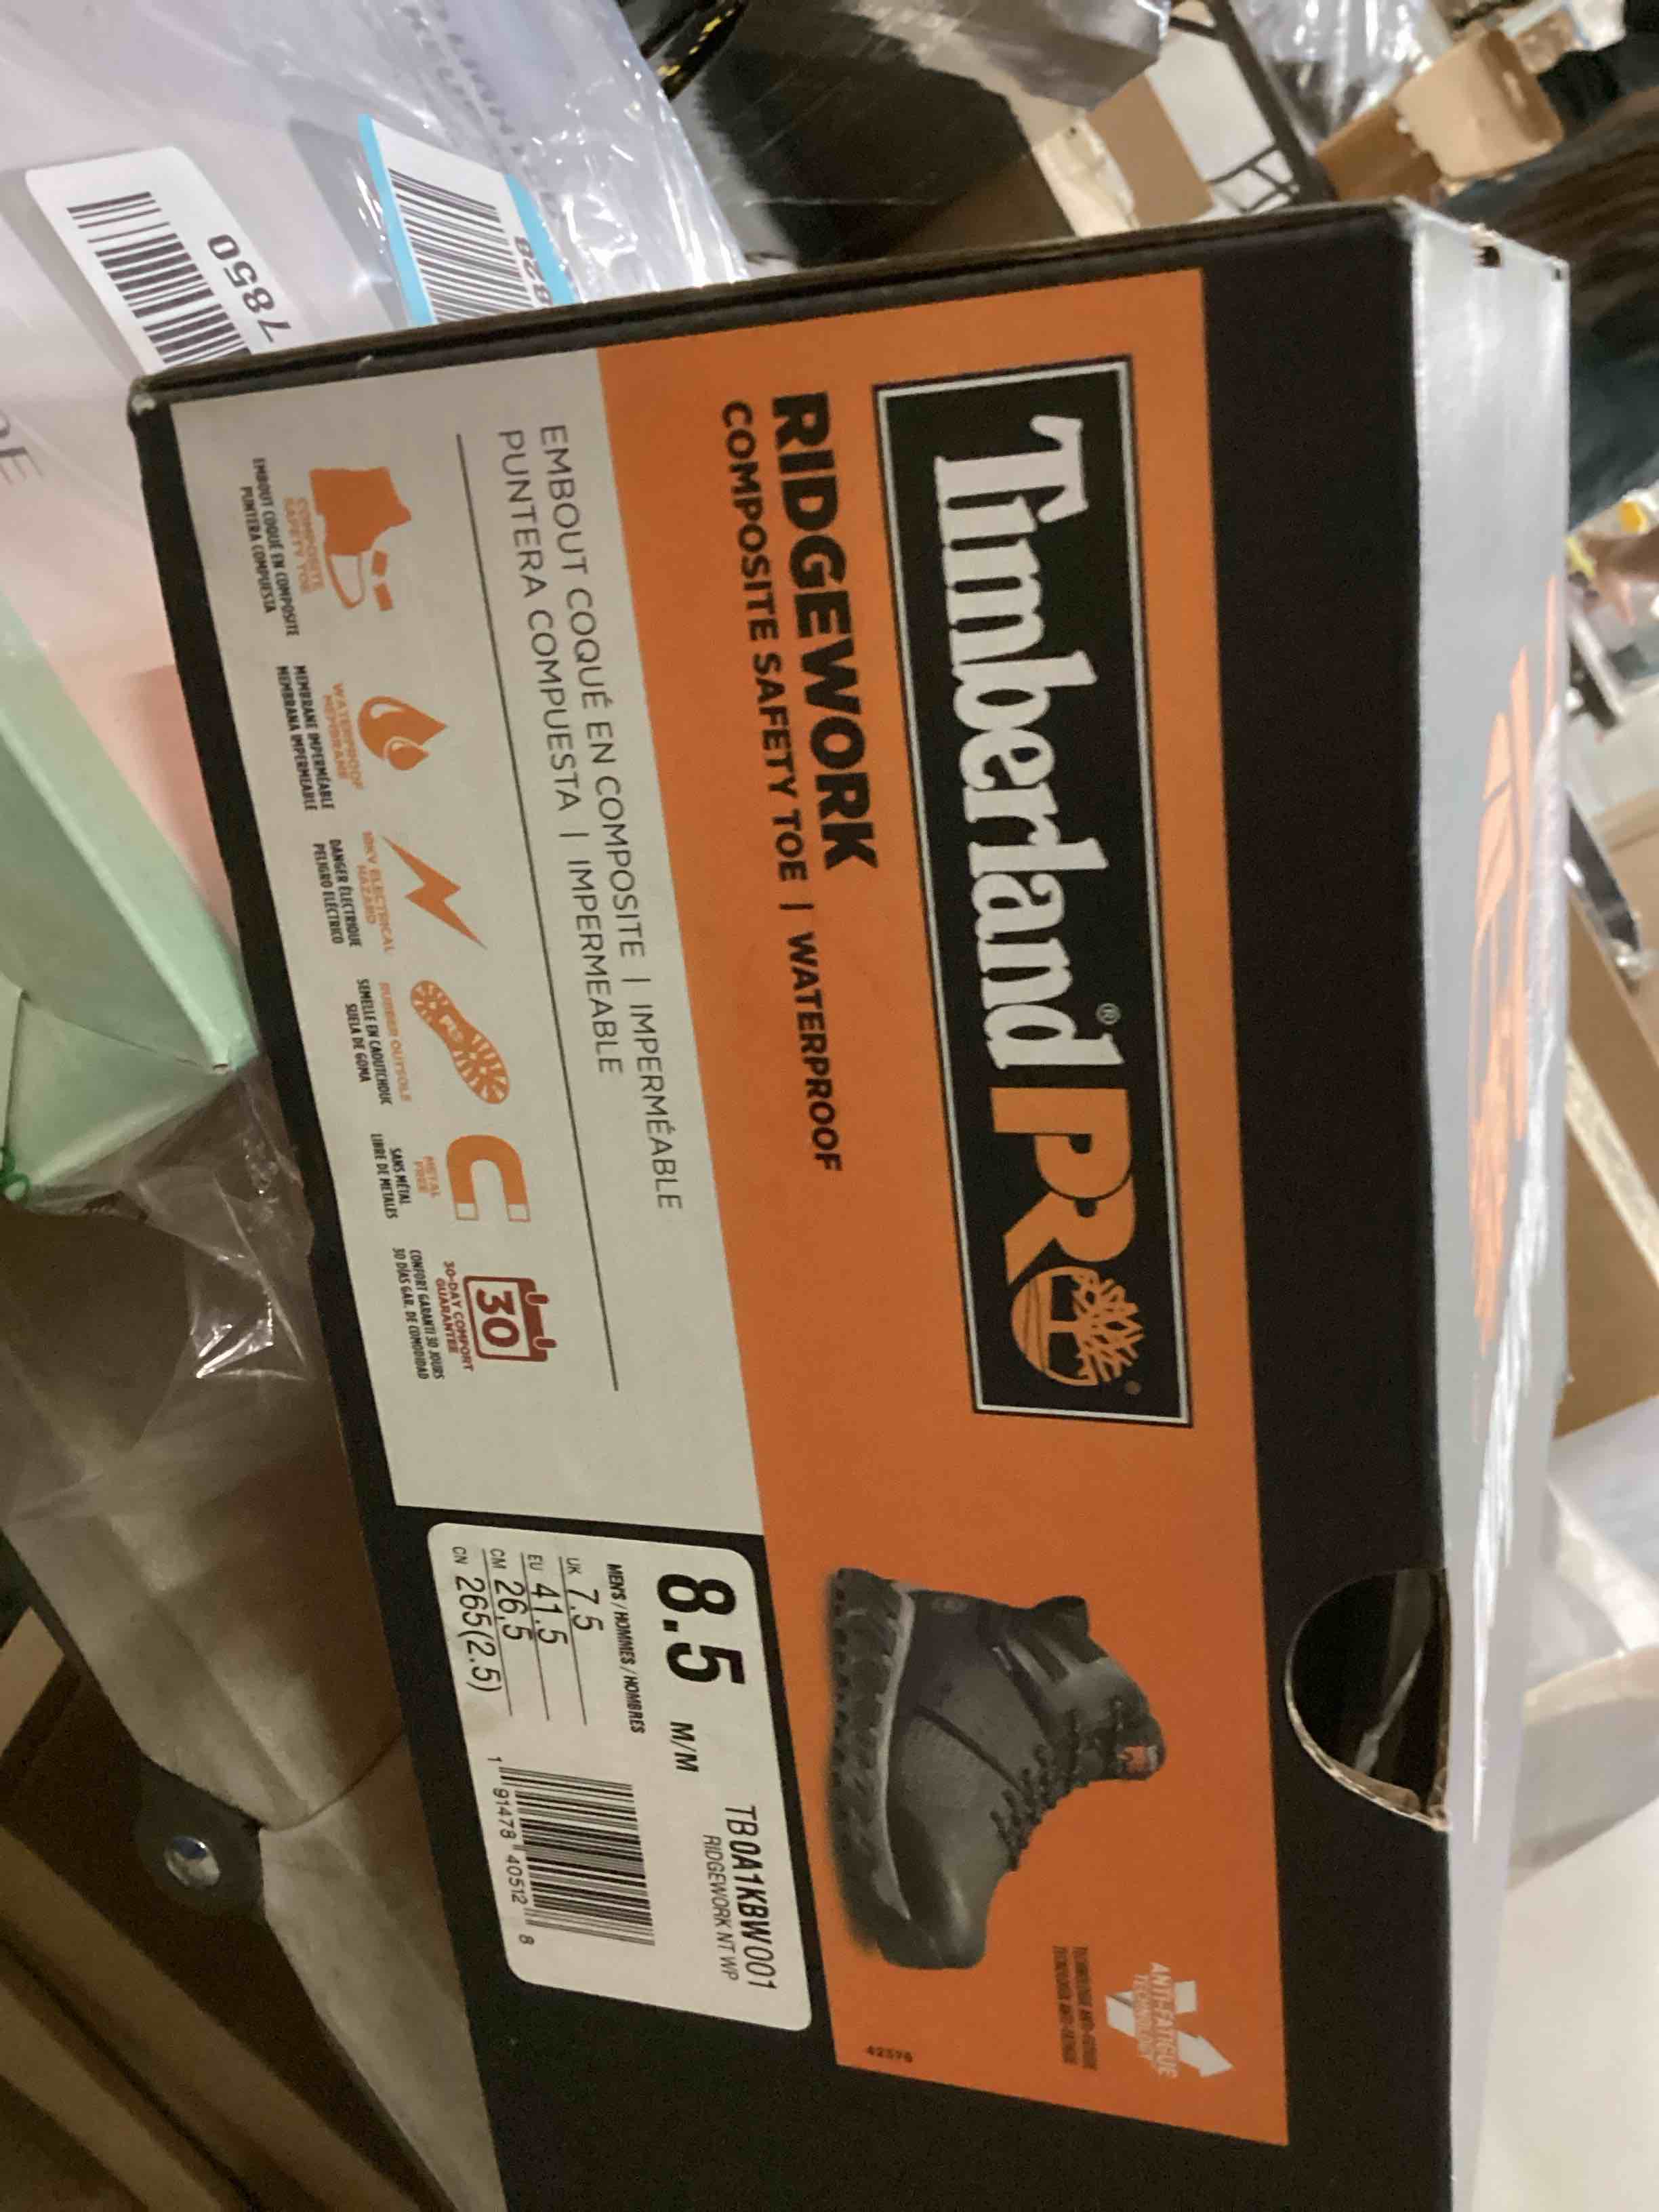 Timberland® PRO®
RIDGEWORK
COMPOSITE SAFETY TOE | WATERPROOF
EMBOUT COQUÉ EN COMPOSITE | IMPERMÉABLE
PUNTERA COMPUESTA | IMPERMEABLE
COMPOSITE
SAFETY TOE
EMBOUT COQUÉ EN COMPOSITE
PUNTERA COMPUESTA
WATERPROOF
MEMBRANE
MEMBRANE IMPERMÉABLE
MEMBRANA IMPERMEABLE
ELECTRICAL
HAZARD
DANGER ÉLECTRIQUE
PELIGRO ELÉCTRICO
RUBBER OUTSOLE
SEMELLE EN CAOUTCHOUC
SUELA DE GOMA
METAL
FREE
SANS MÉTAL
LIBRE DE METALES
30
30-DAY COMFORT
GUARANTEE
CONFORT GARANTI 30 JOURS
30 DÍAS GAR. DE COMODIDAD
ANTI-FATIGUE
TECHNOLOGY
42576
8.5 M/M
MEN'S / HOMMES / HOMBRES
UK 7.5
EU 41.5
CM 26,5
CN 265(2.5)
TB0A1KBW001
RIDGEWORK NT WP
1 91478 40512 8
7850
828